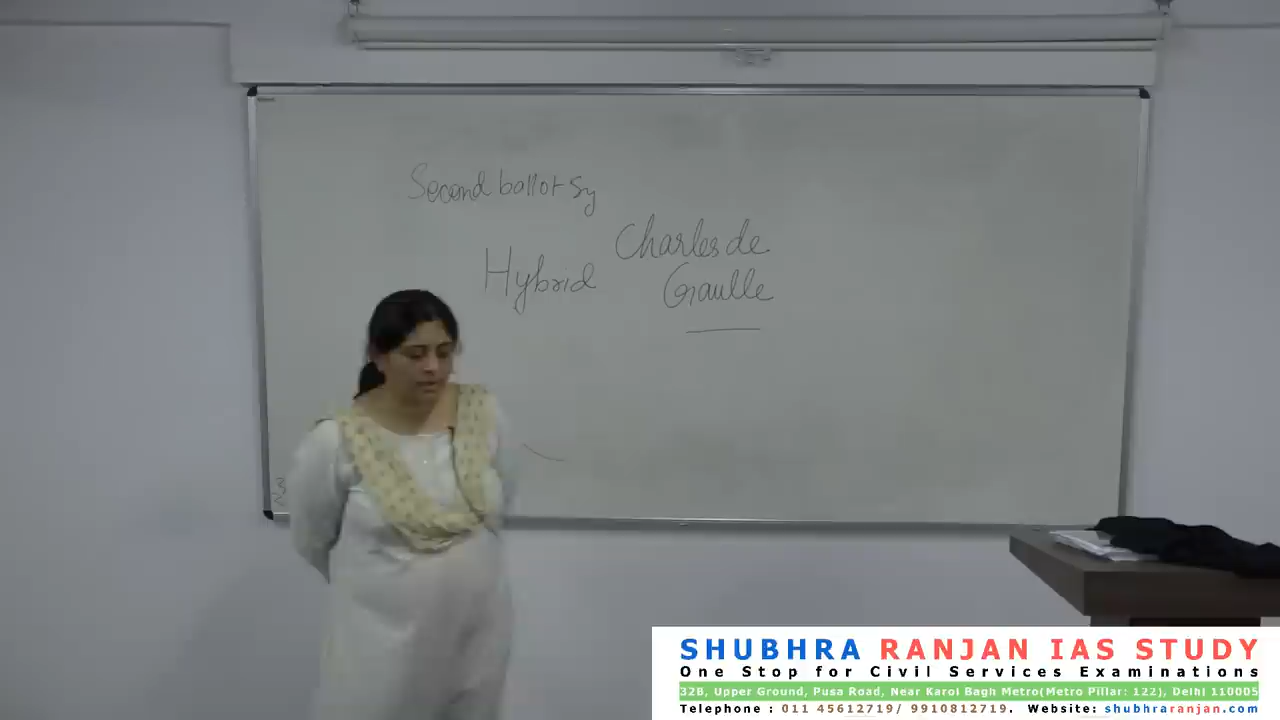 Second ballot Sy
Charles de
Hybrid
Gaulle
SHUBHRA RANJAN IAS STUDY
One Stop for Civil Services Examinations
32B, Upper Ground, Pusa Road, Near Karol Bagh Metro(Metro Pillar: 122), Delhi 110005
Telephone : 011 45612719/ 9910812719. Website: shubhraranjan.com